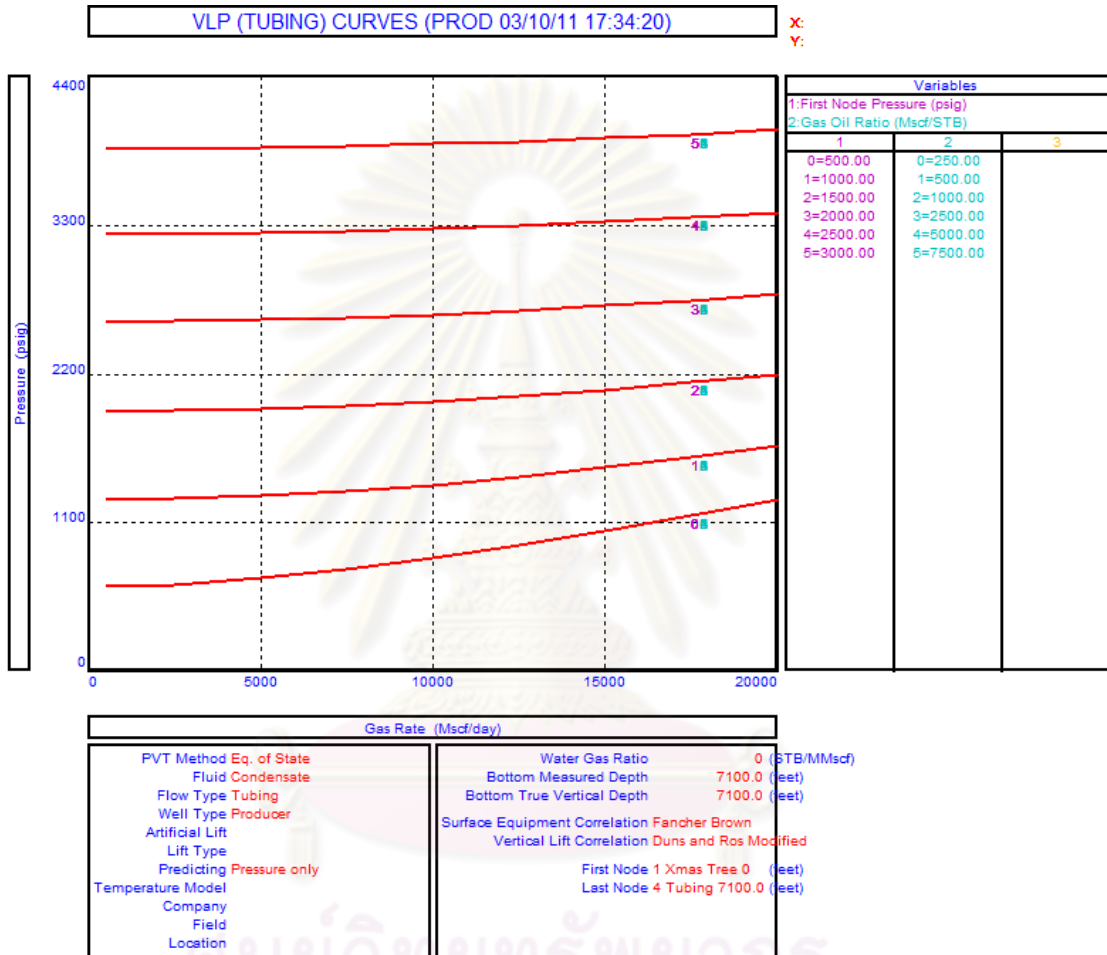 VLP (TUBING) CURVES (PROD 03/10/11 17:34:20)
X:
Y:
Variables
1:First Node Pressure (psig)
2:Gas Oil Ratio (Mscf/STB)
1 2 3
0=500.00 0=250.00
1=1000.00 1=500.00
2=1500.00 2=1000.00
3=2000.00 3=2500.00
4=2500.00 4=5000.00
5=3000.00 5=7500.00
Pressure (psig)
4400
3300
2200
1100
0
5
4
3
2
1
0
0 5000 10000 15000 20000
Gas Rate (Mscf/day)
PVT Method Eq. of State
Fluid Condensate
Flow Type Tubing
Well Type Producer
Artificial Lift
Lift Type
Predicting Pressure only
Temperature Model
Company
Field
Location
Water Gas Ratio 0 (STB/MMscf)
Bottom Measured Depth 7100.0 (feet)
Bottom True Vertical Depth 7100.0 (feet)
Surface Equipment Correlation Fancher Brown
Vertical Lift Correlation Duns and Ros Modified
First Node 1 Xmas Tree 0 (feet)
Last Node 4 Tubing 7100.0 (feet)